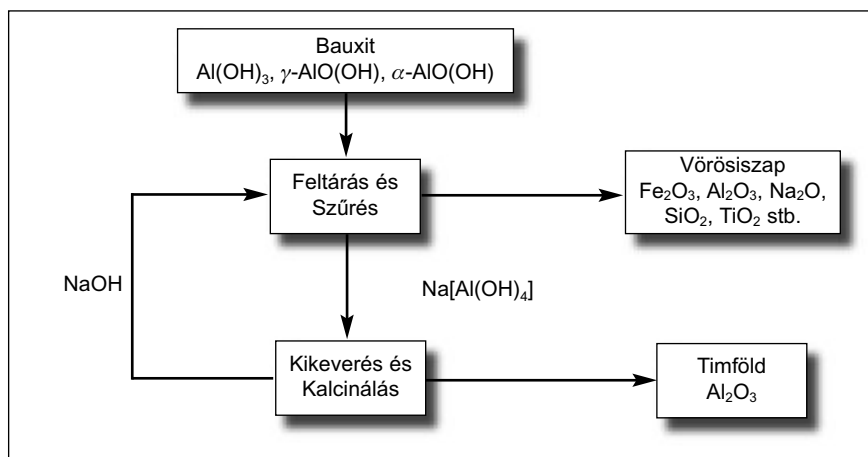 Bauxit
Al(OH)₃, γ-AlO(OH), α-AlO(OH)
Feltárás és
Szűrés
Vörösiszap
Fe₂O₃, Al₂O₃, Na₂O,
SiO₂, TiO₂ stb.
NaOH
Na[Al(OH)₄]
Kikeverés és
Kalcinálás
Timföld
Al₂O₃